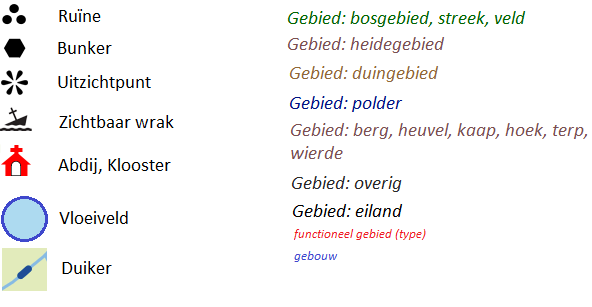 Ruïne
Bunker
Uitzichtpunt
Zichtbaar wrak
Abdij, Klooster
Vloeiveld
Duiker
Gebied: bosgebied, streek, veld
Gebied: heidegebied
Gebied: duingebied
Gebied: polder
Gebied: berg, heuvel, kaap, hoek, terp,
wierde
Gebied: overig
Gebied: eiland
functioneel gebied (type)
gebouw